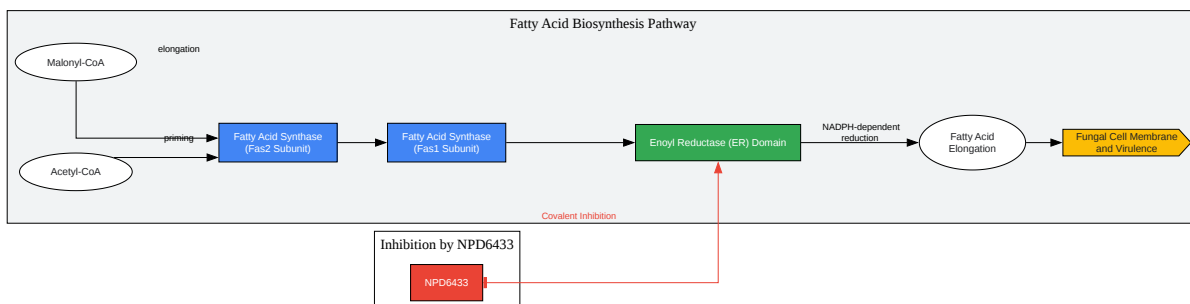 Fatty Acid Biosynthesis Pathway
elongation
Malonyl-CoA
priming
Acetyl-CoA
Fatty Acid Synthase
(Fas2 Subunit)
Fatty Acid Synthase
(Fas1 Subunit)
Enoyl Reductase (ER) Domain
NADPH-dependent
reduction
Fatty Acid
Elongation
Fungal Cell Membrane
and Virulence
Covalent Inhibition
Inhibition by NPD6433
NPD6433